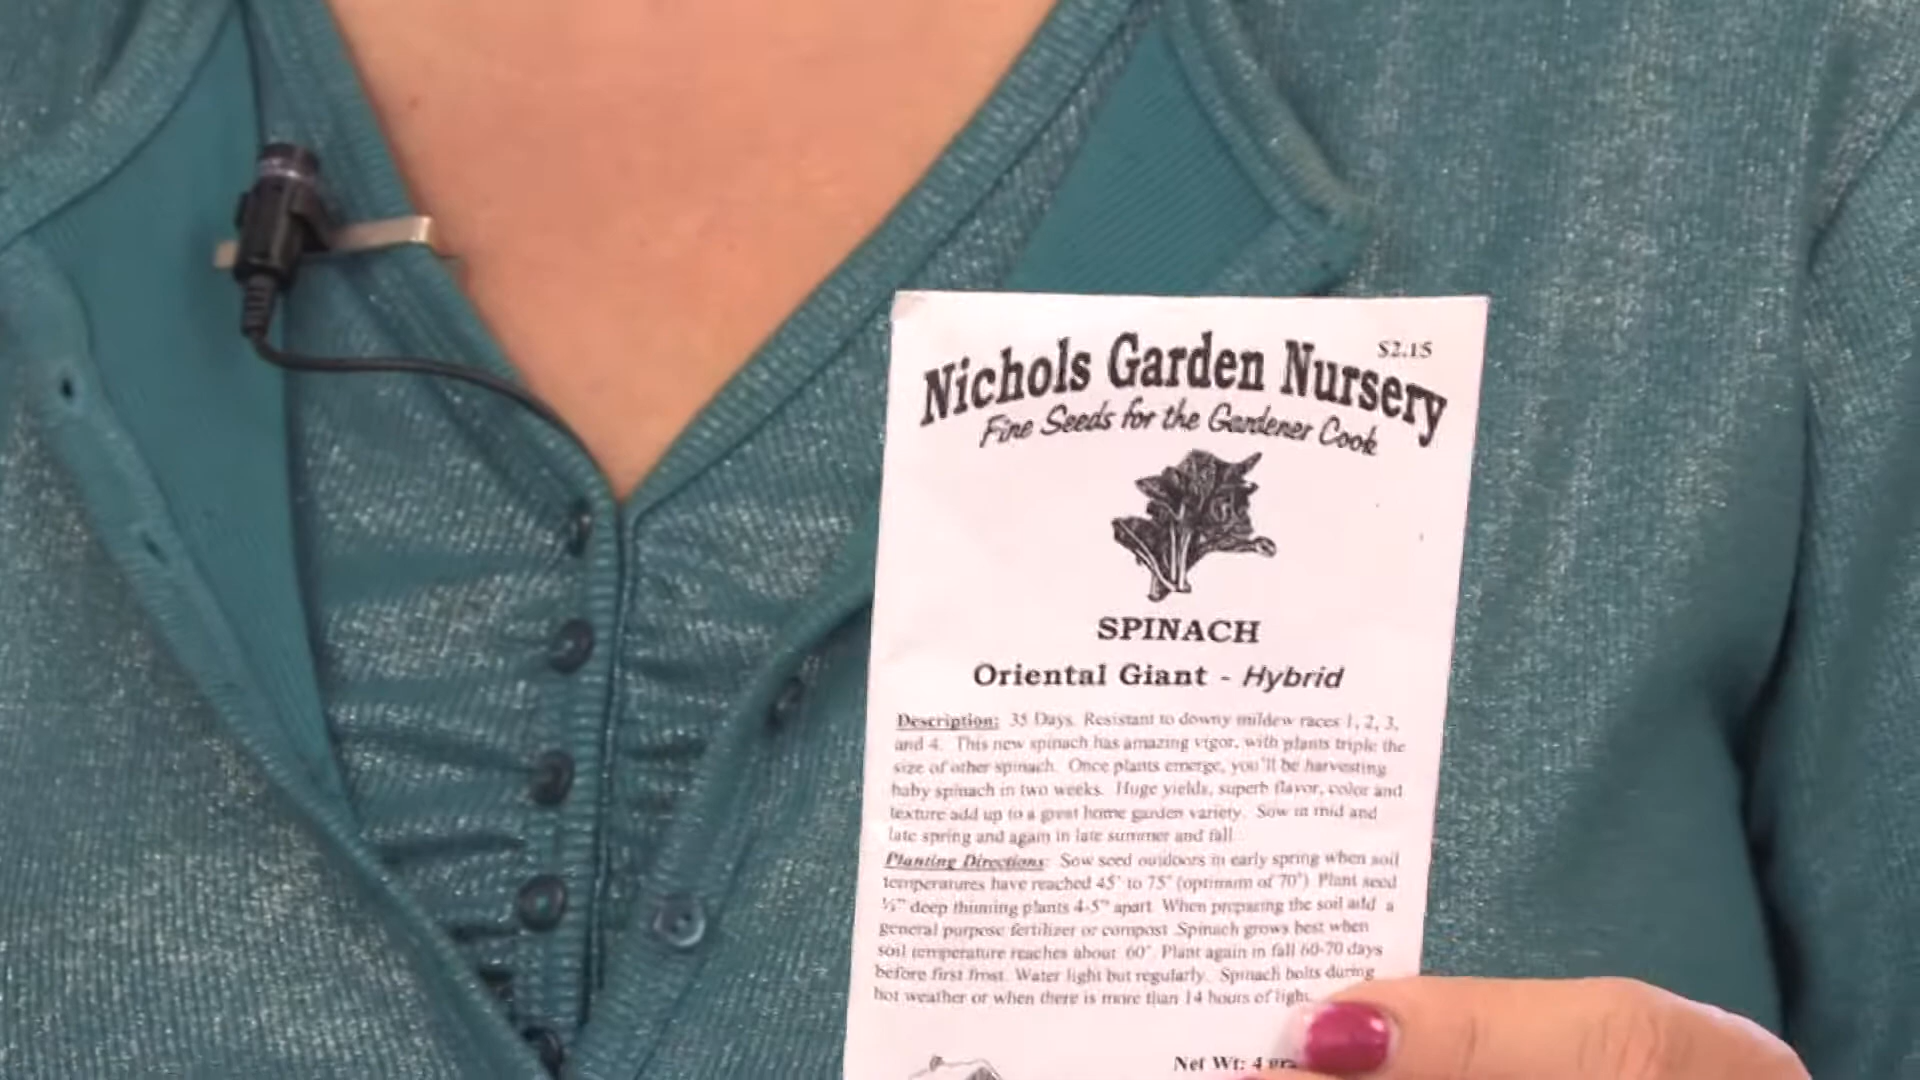 $2.15
Nichols Garden Nursery
Fine Seeds for the Gardener Cook
SPINACH
Oriental Giant - Hybrid
Description: 35 Days. Resistant to downy mildew races 1, 2, 3,
and 4. This new spinach has amazing vigor, with plants triple the
size of other spinach. Once plants emerge, you'll be harvesting
baby spinach in two weeks. Huge yields, superb flavor, color and
texture add up to a great home garden variety. Sow in mid and
late spring and again in late summer and fall.
Planting Directions: Sow seed outdoors in early spring when soil
temperatures have reached 45° to 75° (optimum of 70°) Plant seed
½" deep thinning plants 4-5" apart. When preparing the soil add a
general purpose fertilizer or compost. Spinach grows best when
soil temperature reaches about 60°. Plant again in fall 60-70 days
before first frost. Water light but regularly. Spinach bolts during
hot weather or when there is more than 14 hours of light.
Net Wt: 4